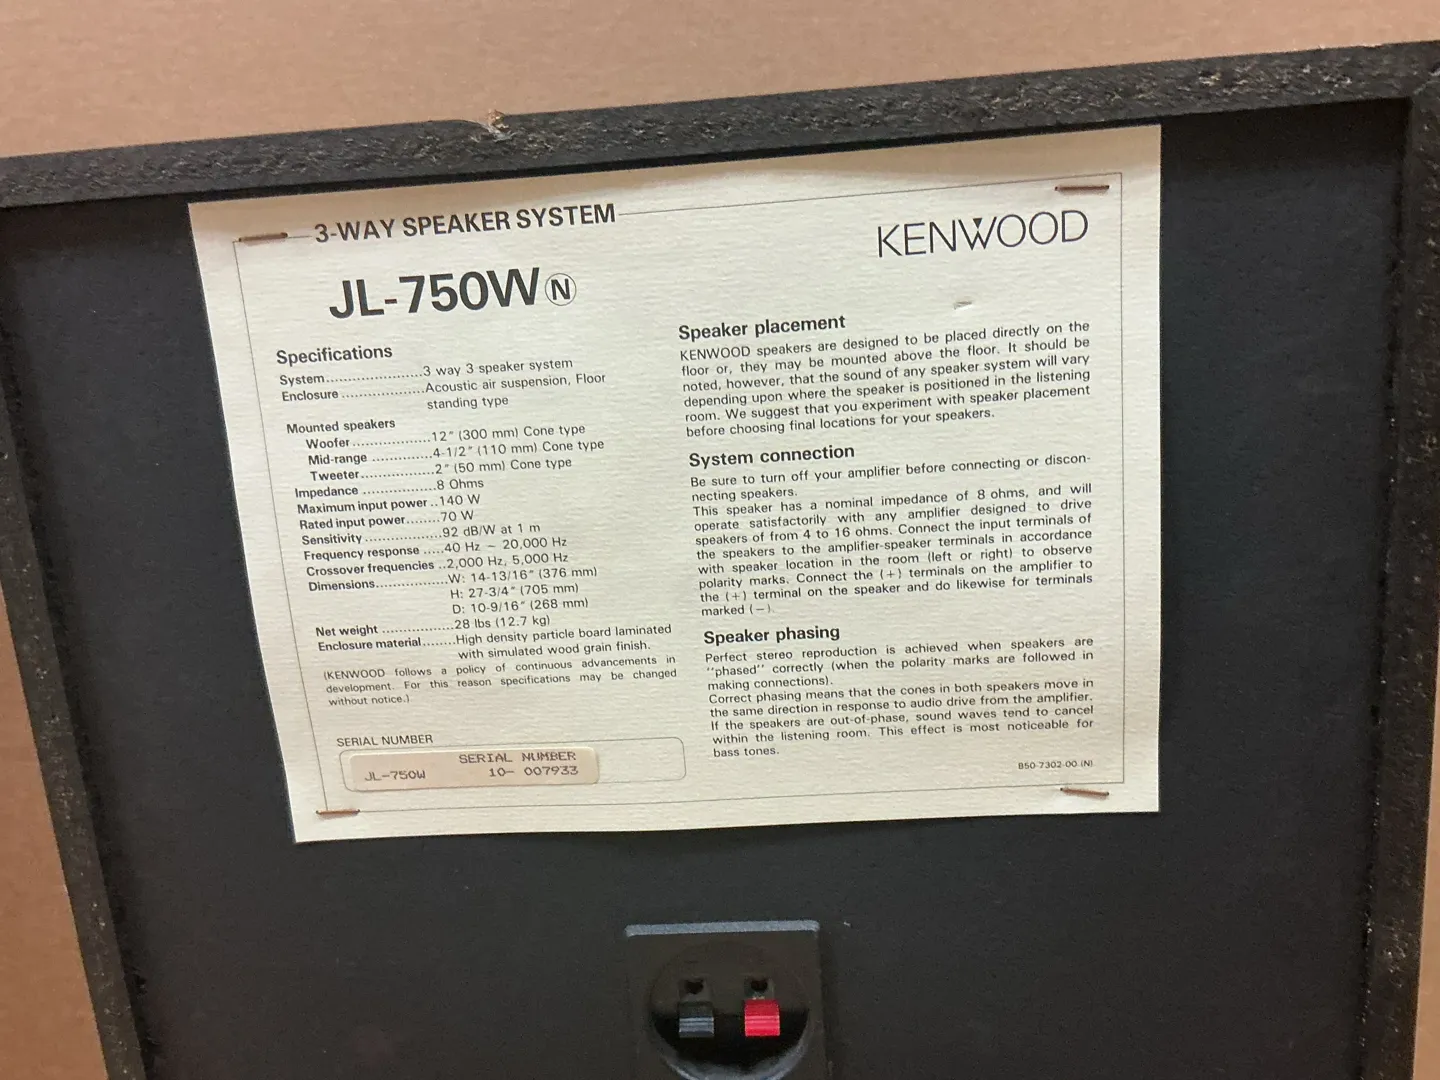 3-WAY SPEAKER SYSTEM
KENWOOD
JL-750W Ⓝ
Specifications
System.....................3 way 3 speaker system
Enclosure ..................Acoustic air suspension, Floor
standing type
Mounted speakers
Woofer.................12" (300 mm) Cone type
Mid-range .............4-1/2" (110 mm) Cone type
Tweeter................2" (50 mm) Cone type
Impedance .................8 Ohms
Maximum input power ..140 W
Rated input power........70 W
Sensitivity ..................92 dB/W at 1 m
Frequency response .....40 Hz ~ 20,000 Hz
Crossover frequencies ..2,000 Hz, 5,000 Hz
Dimensions.................W: 14-13/16" (376 mm)
H: 27-3/4" (705 mm)
D: 10-9/16" (268 mm)
Net weight .................28 lbs (12.7 kg)
Enclosure material........High density particle board laminated
with simulated wood grain finish.
(KENWOOD follows a policy of continuous advancements in
development. For this reason specifications may be changed
without notice.)
SERIAL NUMBER
SERIAL NUMBER
JL-750W 10- 007933
Speaker placement
KENWOOD speakers are designed to be placed directly on the
floor or, they may be mounted above the floor. It should be
noted, however, that the sound of any speaker system will vary
depending upon where the speaker is positioned in the listening
room. We suggest that you experiment with speaker placement
before choosing final locations for your speakers.
System connection
Be sure to turn off your amplifier before connecting or discon-
necting speakers.
This speaker has a nominal impedance of 8 ohms, and will
operate satisfactorily with any amplifier designed to drive
speakers of from 4 to 16 ohms. Connect the input terminals of
the speakers to the amplifier-speaker terminals in accordance
with speaker location in the room (left or right) to observe
polarity marks. Connect the (+) terminals on the amplifier to
the (+) terminal on the speaker and do likewise for terminals
marked (−).
Speaker phasing
Perfect stereo reproduction is achieved when speakers are
"phased" correctly (when the polarity marks are followed in
making connections).
Correct phasing means that the cones in both speakers move in
the same direction in response to audio drive from the amplifier.
If the speakers are out-of-phase, sound waves tend to cancel
within the listening room. This effect is most noticeable for
bass tones.
B50-7302-00 (N)